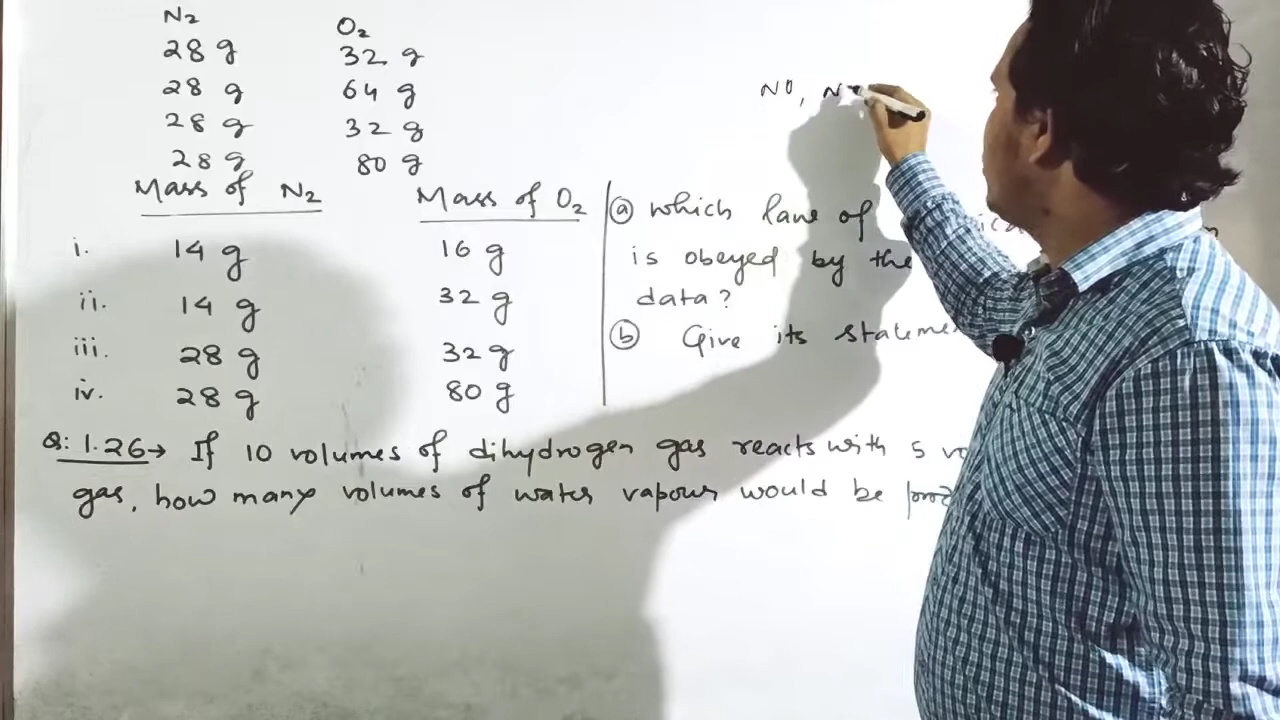 N₂ O₂
28 g 32 g
28 g 64 g
28 g 32 g
28 g 80 g
NO, N
Mass of N₂ Mass of O₂
i. 14 g 16 g
ii. 14 g 32 g
iii. 28 g 32 g
iv. 28 g 80 g
(a) which law of
is obeyed by the
data?
(b) Give its
Q: 1.26→ If 10 volumes of dihydrogen gas reacts with 5
gas, how many volumes of water vapour would be